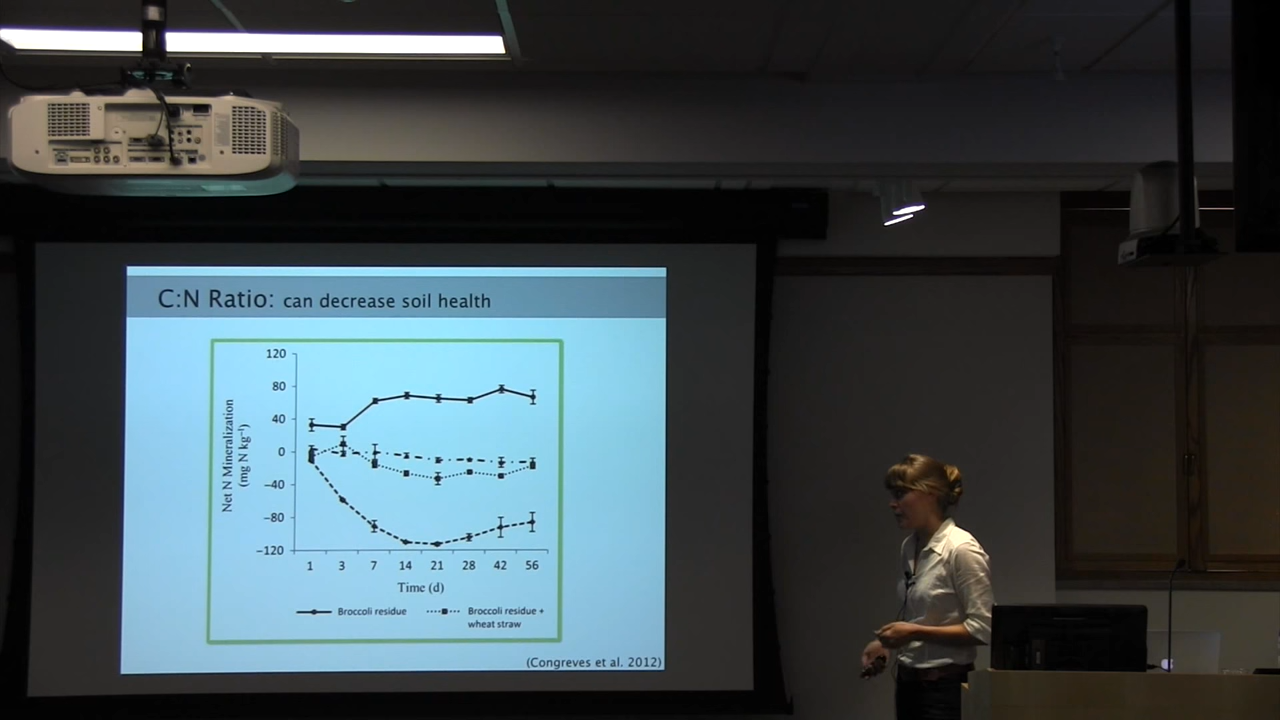 C:N Ratio: can decrease soil health
120
80
40
0
−40
−80
−120
Net N Mineralization
(mg N kg⁻¹)
1 3 7 14 21 28 42 56
Time (d)
Broccoli residue
Broccoli residue +
wheat straw
(Congreves et al. 2012)